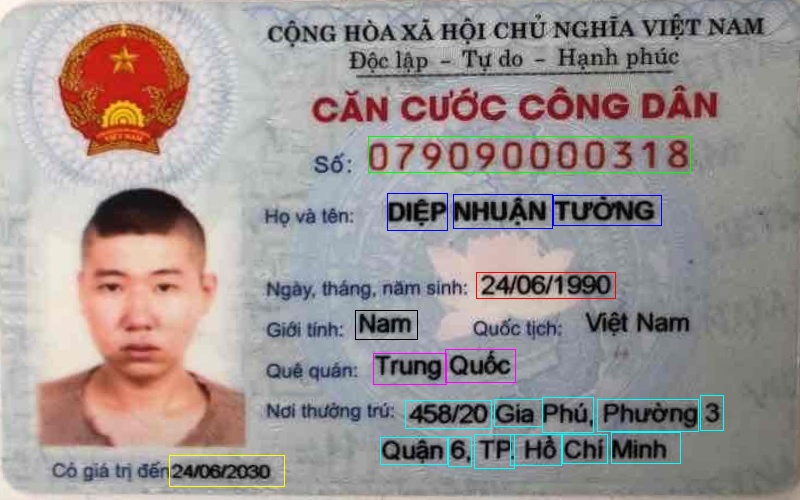 CỘNG HÒA XÃ HỘI CHỦ NGHĨA VIỆT NAM
Độc lập - Tự do - Hạnh phúc
CĂN CƯỚC CÔNG DÂN
Số: 079090000318
Họ và tên: DIỆP NHUẬN TƯỜNG
Ngày, tháng, năm sinh: 24/06/1990
Giới tính: Nam Quốc tịch: Việt Nam
Quê quán: Trung Quốc
Nơi thường trú: 458/20 Gia Phú, Phường 3
Quận 6, TP. Hồ Chí Minh
Có giá trị đến 24/06/2030
VIỆT NAM